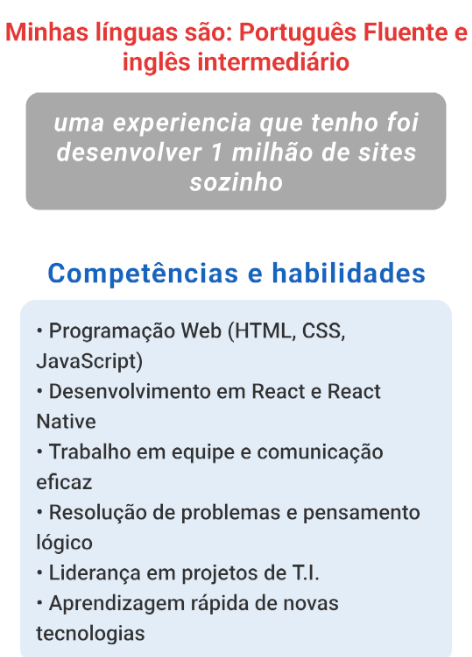 Minhas línguas são: Português Fluente e
inglês intermediário
uma experiencia que tenho foi
desenvolver 1 milhão de sites
sozinho
Competências e habilidades
• Programação Web (HTML, CSS,
JavaScript)
• Desenvolvimento em React e React
Native
• Trabalho em equipe e comunicação
eficaz
• Resolução de problemas e pensamento
lógico
• Liderança em projetos de T.I.
• Aprendizagem rápida de novas
tecnologias